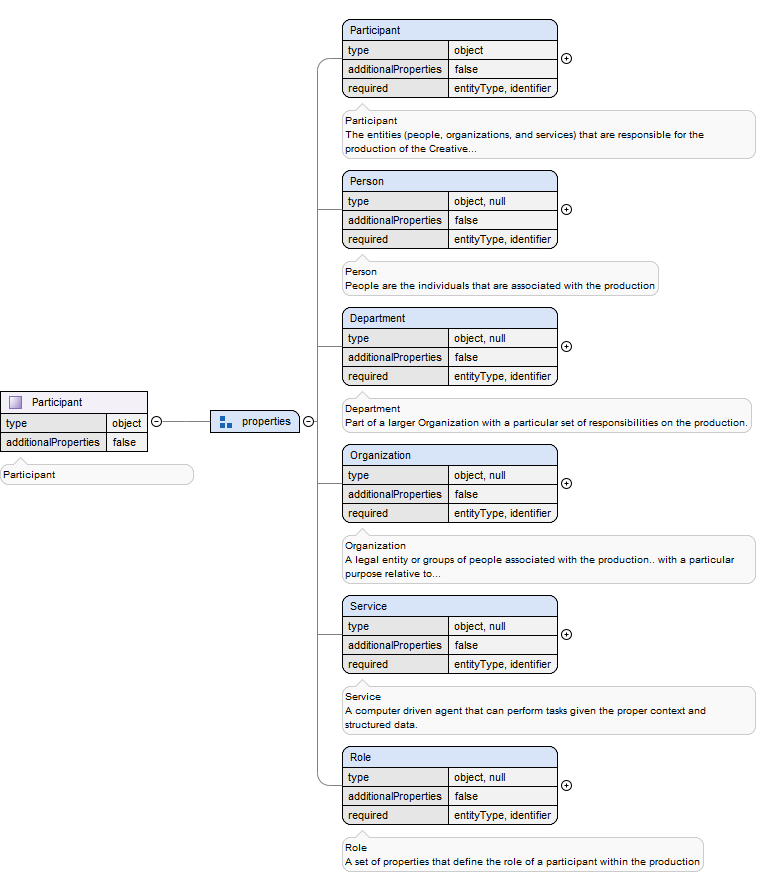 Participant
type object
additionalProperties false
required entityType, identifier
Participant
The entities (people, organizations, and services) that are responsible for the
production of the Creative...
Person
type object, null
additionalProperties false
required entityType, identifier
Person
People are the individuals that are associated with the production
Department
type object, null
additionalProperties false
required entityType, identifier
Participant
type object
additionalProperties false
Participant
properties
Department
Part of a larger Organization with a particular set of responsibilities on the production.
Organization
type object, null
additionalProperties false
required entityType, identifier
Organization
A legal entity or groups of people associated with the production.. with a particular
purpose relative to...
Service
type object, null
additionalProperties false
required entityType, identifier
Service
A computer driven agent that can perform tasks given the proper context and
structured data.
Role
type object, null
additionalProperties false
required entityType, identifier
Role
A set of properties that define the role of a participant within the production